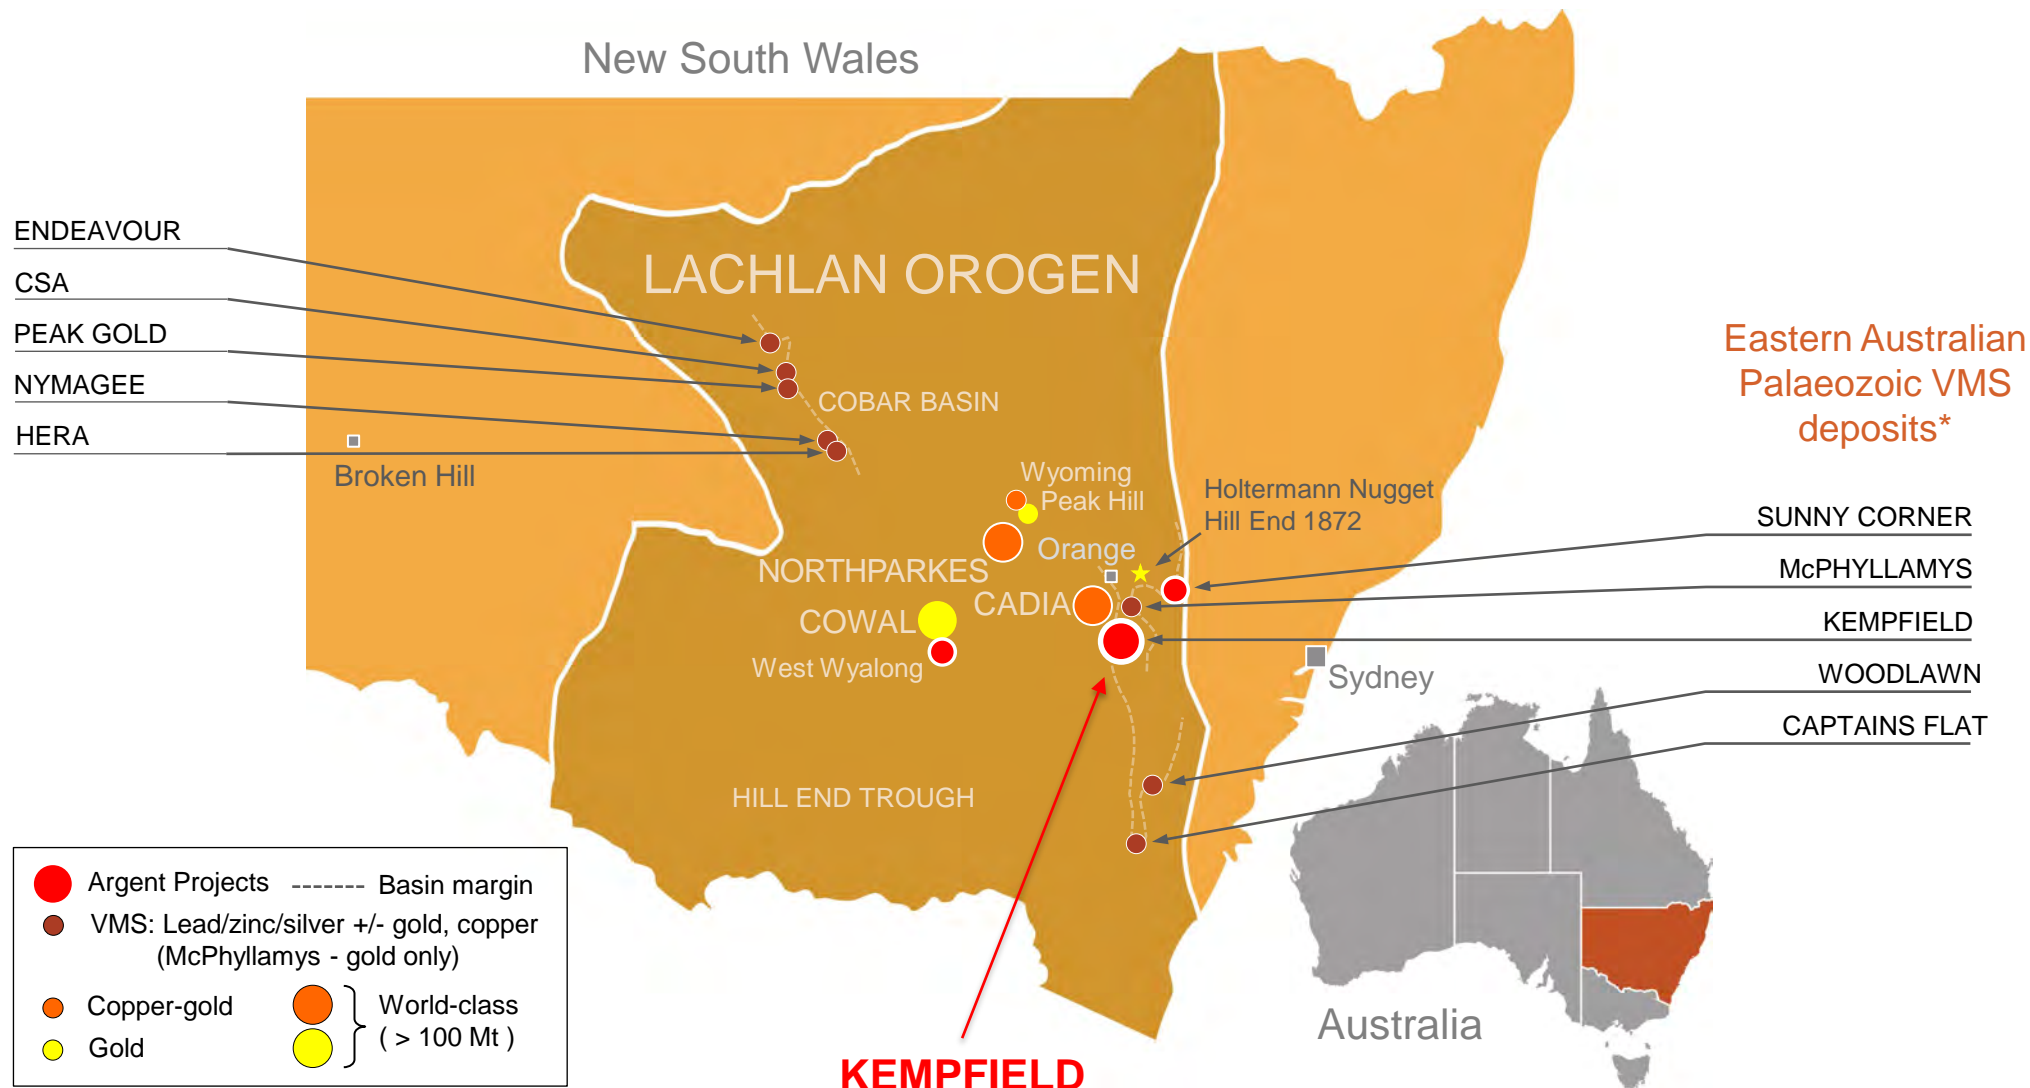 New South Wales
ENDEAVOUR
CSA
PEAK GOLD
NYMAGEE
HERA
Broken Hill
LACHLAN OROGEN
COBAR BASIN
Wyoming
Peak Hill
Orange
NORTHPARKES
CADIA
COWAL
West Wyalong
HILL END TROUGH
Holtermann Nugget
Hill End 1872
Eastern Australian
Palaeozoic VMS
deposits*
SUNNY CORNER
McPHYLLAMYS
KEMPFIELD
WOODLAWN
CAPTAINS FLAT
Sydney
Australia
KEMPFIELD
Argent Projects ------- Basin margin
VMS: Lead/zinc/silver +/- gold, copper
(McPhyllamys - gold only)
Copper-gold
Gold
World-class
( > 100 Mt )